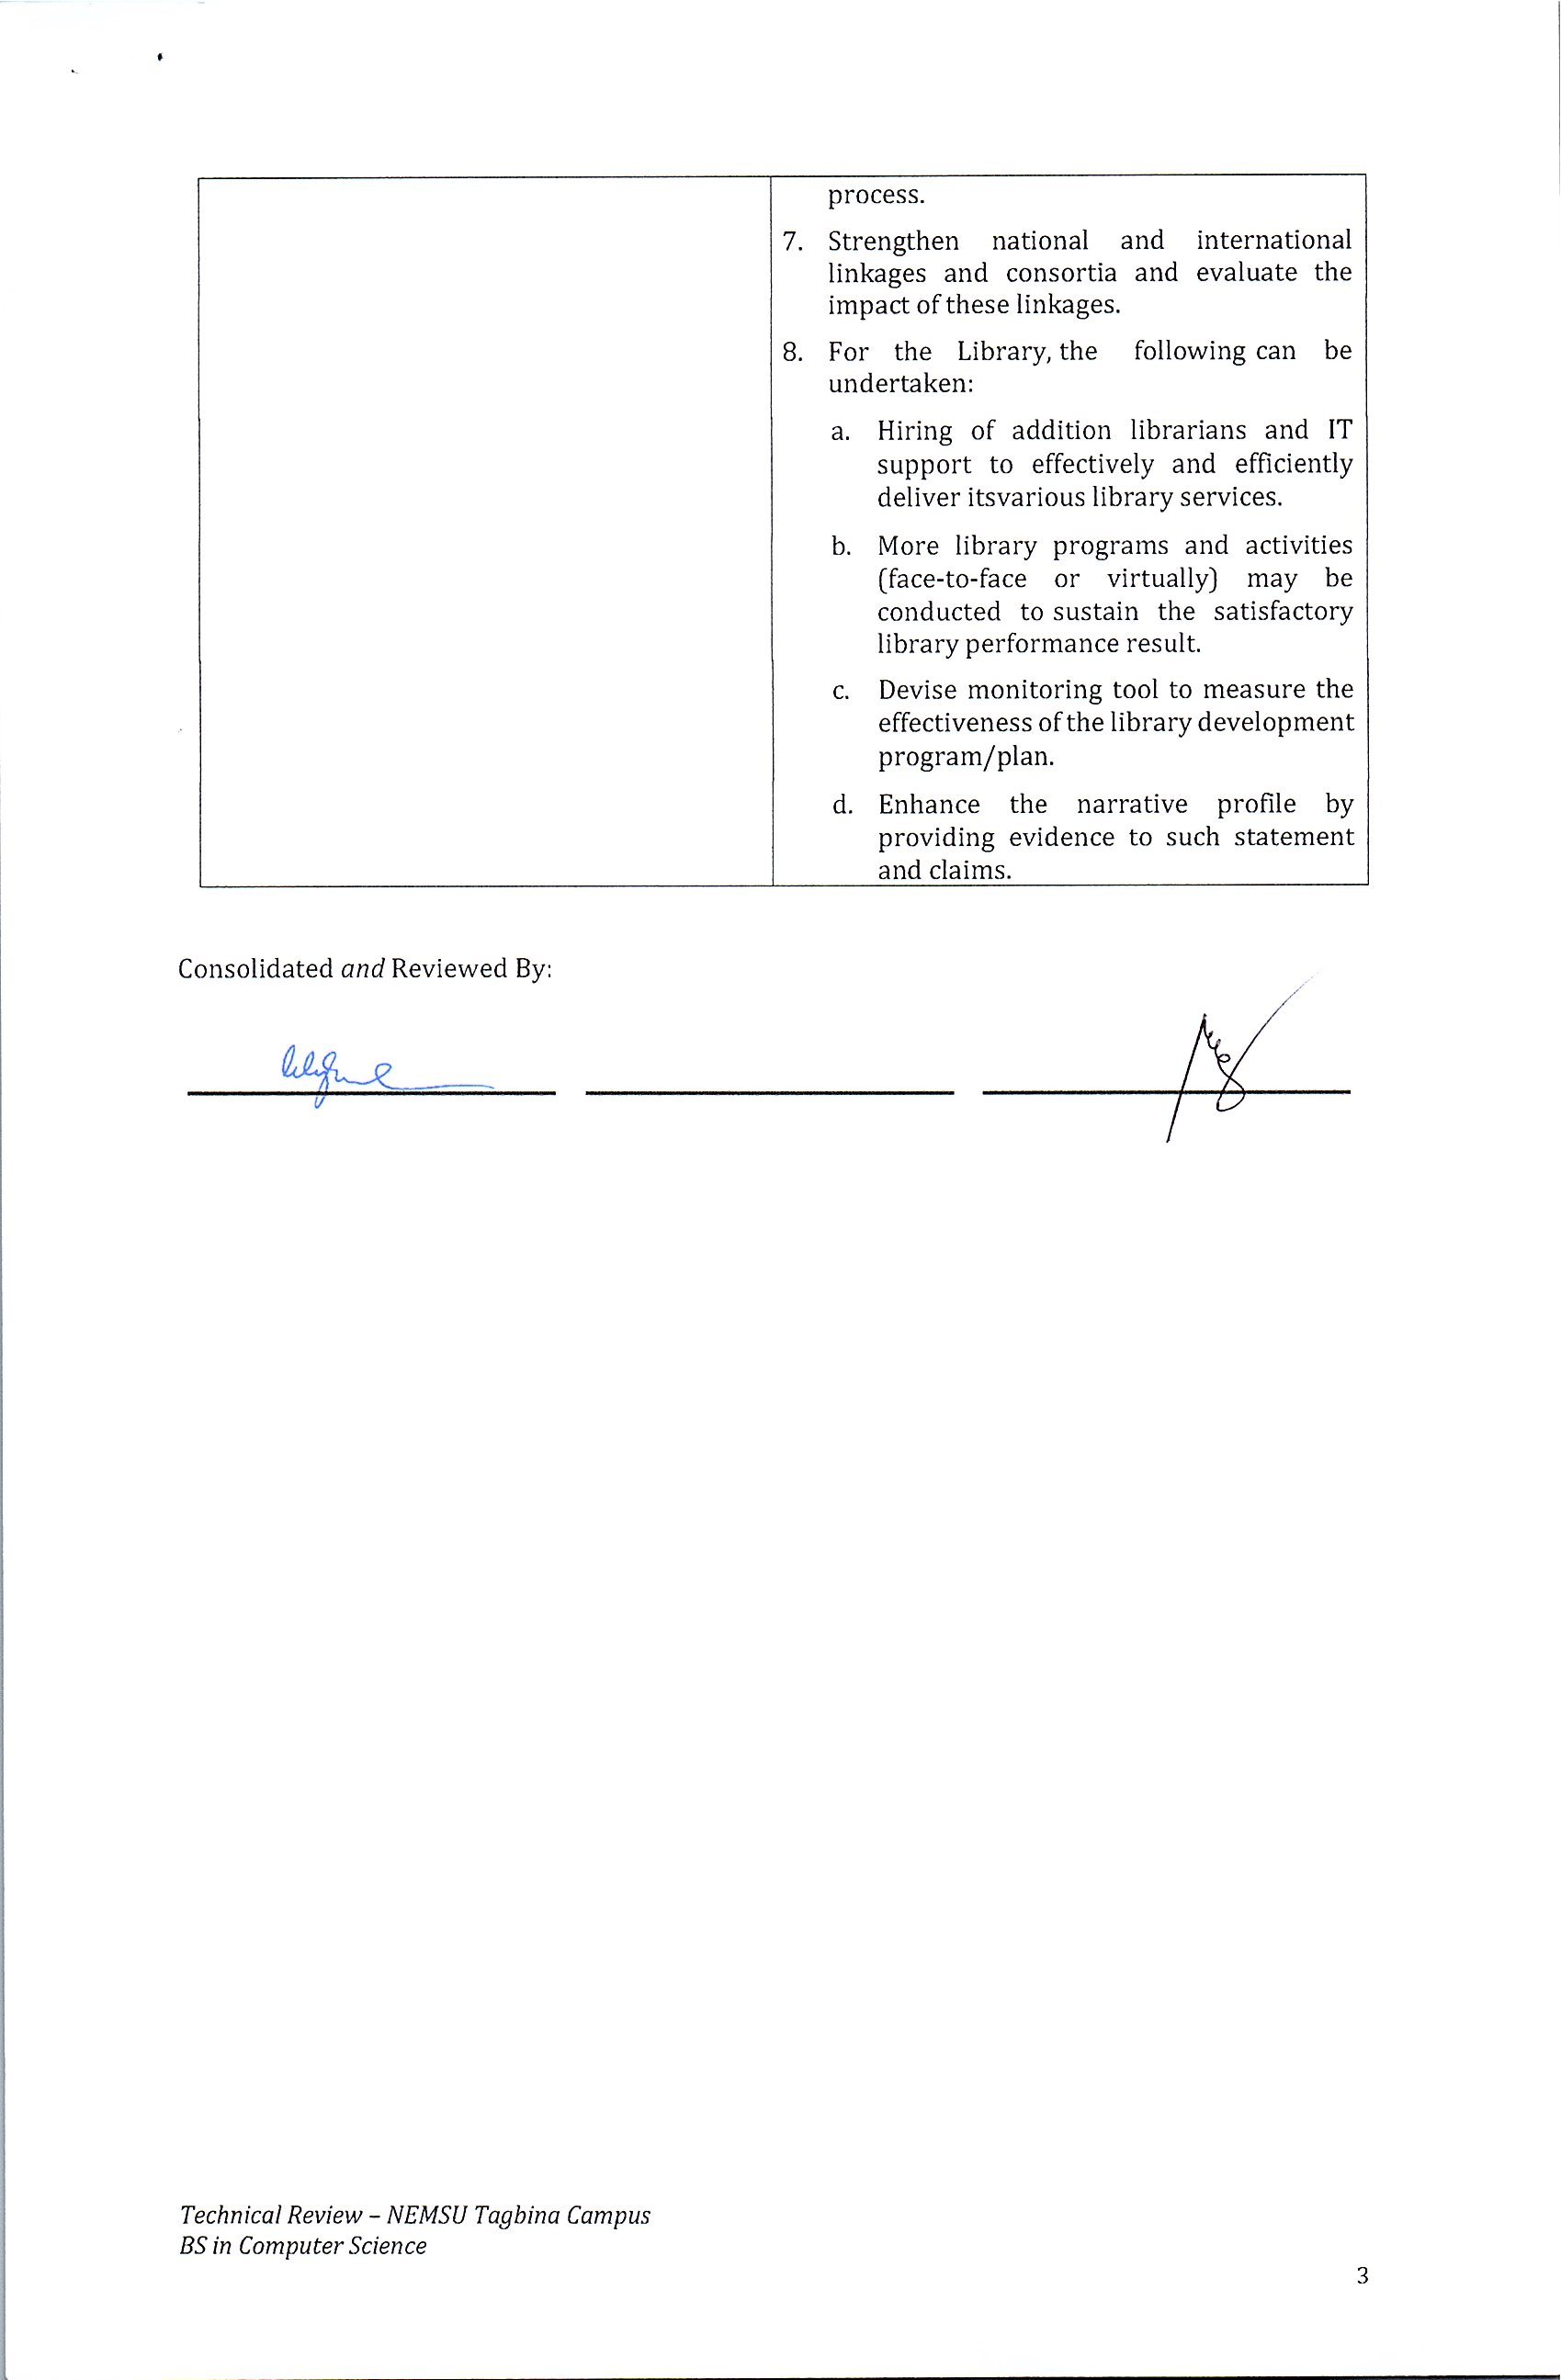 process.
7. Strengthen national and international
linkages and consortia and evaluate the
impact of these linkages.
8. For the Library, the following can be
undertaken:
a. Hiring of addition librarians and IT
support to effectively and efficiently
deliver itsvarious library services.
b. More library programs and activities
(face-to-face or virtually) may be
conducted to sustain the satisfactory
library performance result.
c. Devise monitoring tool to measure the
effectiveness of the library development
program/plan.
d. Enhance the narrative profile by
providing evidence to such statement
and claims.
Consolidated and Reviewed By:
Technical Review – NEMSU Tagbina Campus
BS in Computer Science
3